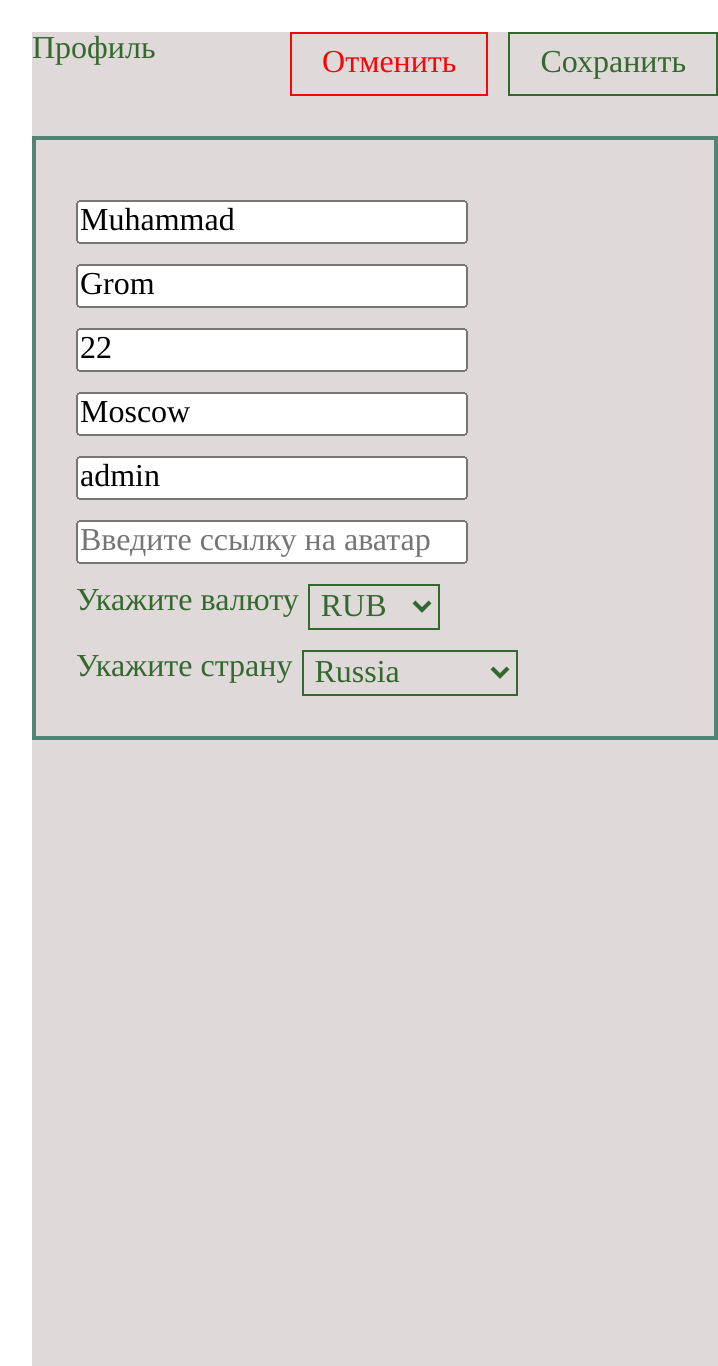 Профиль Отменить Сохранить
Muhammad
Grom
22
Moscow
admin
Введите ссылку на аватар
Укажите валюту RUB
Укажите страну Russia